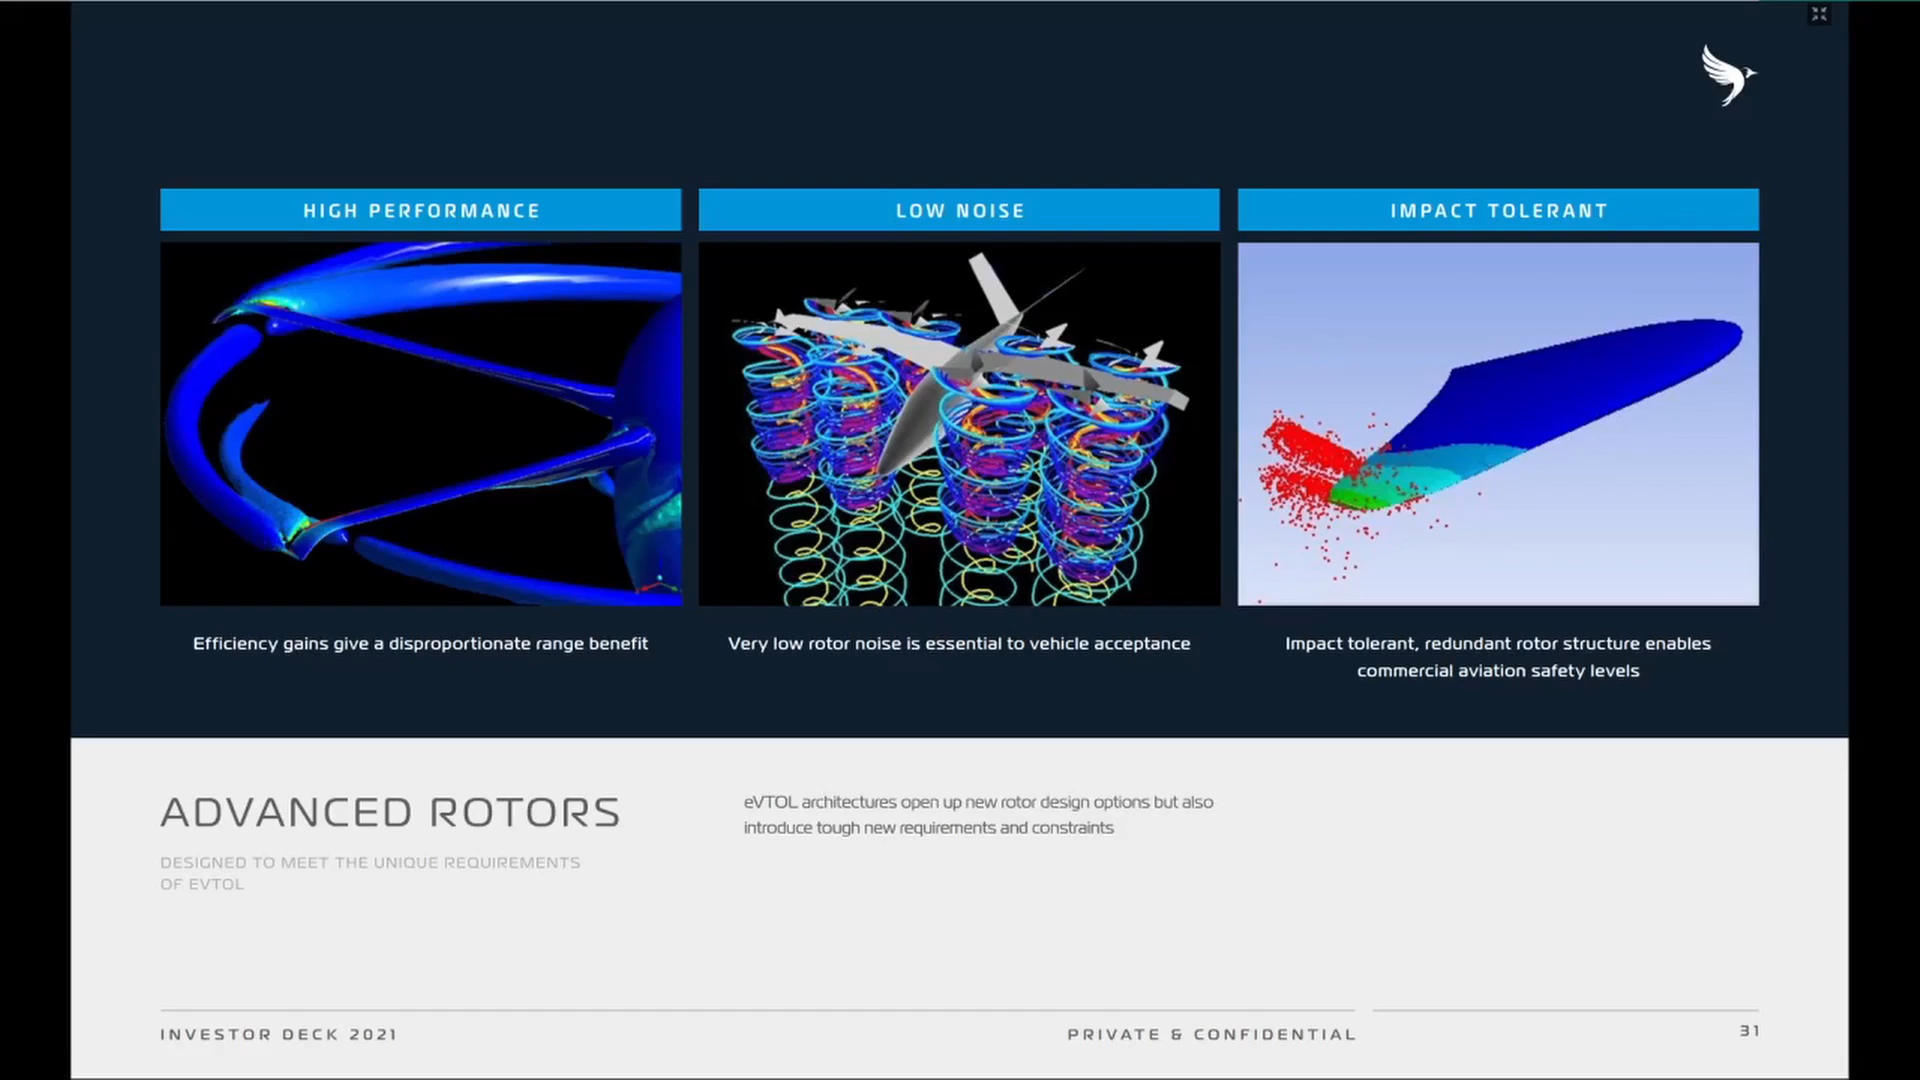 HIGH PERFORMANCE
LOW NOISE
IMPACT TOLERANT
Efficiency gains give a disproportionate range benefit
Very low rotor noise is essential to vehicle acceptance
Impact tolerant, redundant rotor structure enables
commercial aviation safety levels
ADVANCED ROTORS
DESIGNED TO MEET THE UNIQUE REQUIREMENTS
OF EVTOL
eVTOL architectures open up new rotor design options but also
introduce tough new requirements and constraints
INVESTOR DECK 2021
PRIVATE & CONFIDENTIAL
31